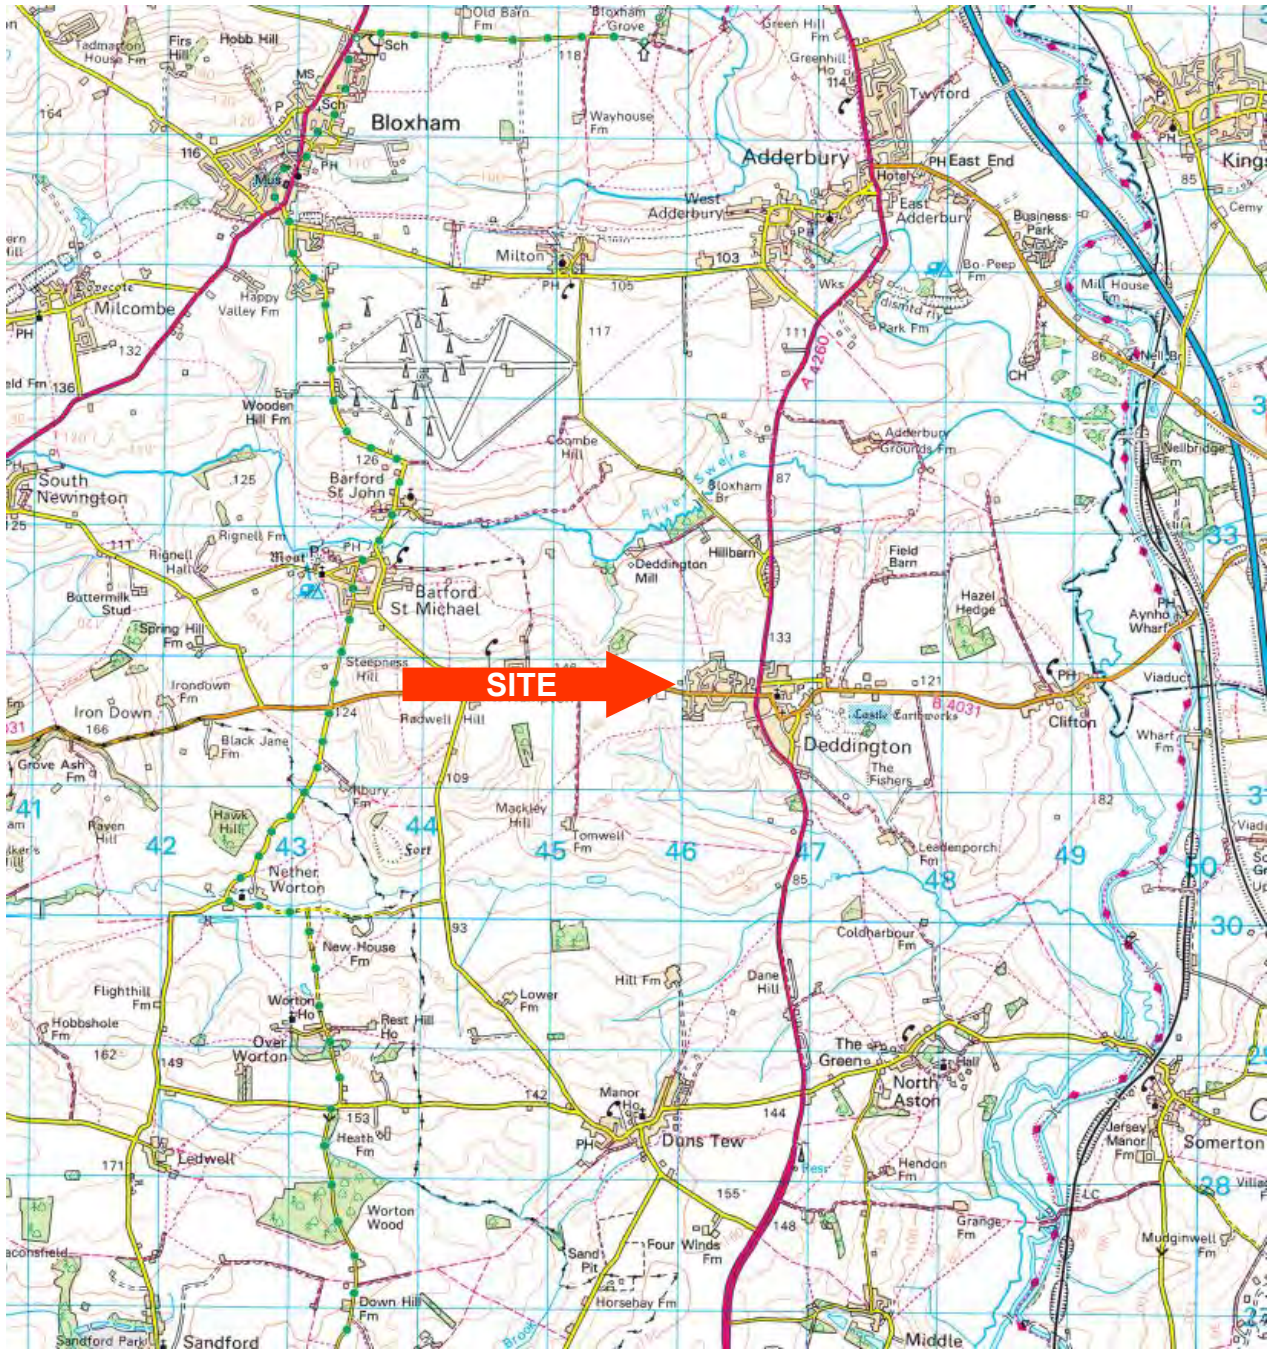 Old Barn
Fm
Bloxham
Grove
Green Hill
Fm
Tadmarton
House Fm
Firs
Hill
Hobb Hill
Sch
118
Greenhill
Ho
114
Twyford
MS
P
Sch
164
Bloxham
Wayhouse
Fm
116
PH
Adderbury
PH
East End
Kings
Mus
Hotel
West
Adderbury
East
Adderbury
85
Cemy
Business
Park
PH
Milton
103
Bo-Peep
Fm
Mill House
Fm
Dovecote
Happy
Valley Fm
PH
105
Wks
dismtd rly
Milcombe
PH
Park Fm
117
111
132
A 4260
86
Nell Br
CH
eld Fm
136
Wooden
Hill Fm
Coombe
Hill
Adderbury
Grounds Fm
Nellbridge
Fm
PH
South
Newington
126
125
Barford
St John
River Swere
Bloxham
Br
87
125
111
Rignell Fm
33
Rignell
Hall
Moat
P
PH
Hillbarn
Field
Barn
Deddington
Mill
Buttermilk
Stud
Barford
St Michael
Hazel
Hedge
PH
Aynho
Wharf
Spring Hill
Fm
133
Steepness
Hill
SITE
Irondown
Fm
P
121
PH
Viaduct
B 4031
Iron Down
124
Radwell Hill
Castle Earthworks
Clifton
31
166
Black Jane
Fm
Deddington
Wharf
Fm
Grove Ash
Fm
The
Fishers
109
Ilbury
Fm
82
41
Hawk
Hill
Mackley
Hill
Raven
Hill
42
43
44
Fort
45
Tomwell
Fm
46
47
Leadenporch
Fm
48
49
50
Nether
Worton
85
30
93
New House
Fm
Coldharbour
Fm
Flighthill
Fm
Hill Fm
Dane
Hill
Worton
Ho
Lower
Fm
Hobbshole
Fm
Rest Hill
Ho
Over
Worton
162
149
The
Green
Hall
North
Aston
142
Manor
Ho
144
153
Heath
Fm
PH
Duns Tew
Jersey
Manor
Fm
Somerton
Ledwell
171
Resr
Hendon
Fm
28
155
LC
Worton
Wood
148
Grange
Fm
Sand
Pit
Four Winds
Fm
Mudginwell
Fm
Down Hill
Fm
Horsehay Fm
Brook
Sandford Park
Sandford
Middle